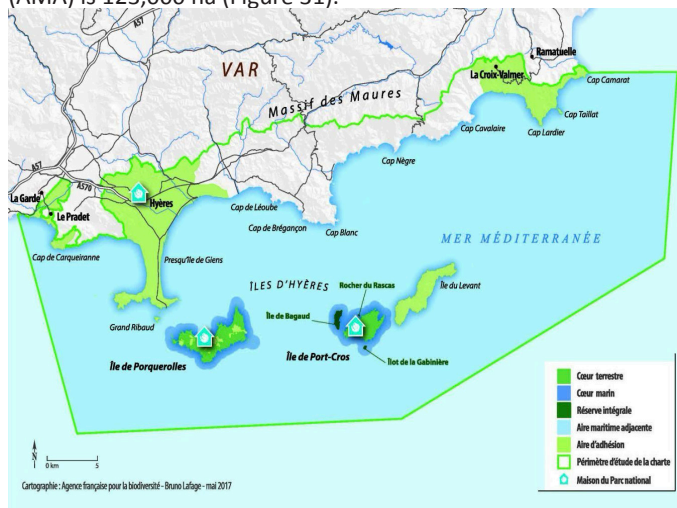 (AMA) is 123,000 ha (Figure 51).
Ramatuelle
VAR
La Croix-Valmer
Cap Camarat
Massif des Maures
A57
Cap Taillat
Cap Cavalaire
Cap Lardier
Cap Nègre
A57
A570
La Garde
Hyères
Le Pradet
Cap de Léoube
Cap de Brégançon
Cap Blanc
MER MÉDITERRANÉE
Cap de Carqueiranne
Presqu'île de Giens
ÎLES D'HYÈRES
Rocher du Rascas
Île du Levant
Île de Bagaud
Grand Ribaud
Île de Porquerolles
Île de Port-Cros
Îlot de la Gabinière
Cœur terrestre
Cœur marin
Réserve intégrale
Aire maritime adjacente
Aire d'adhésion
Périmètre d'étude de la charte
Maison du Parc national
N
0 km 5
Cartographie : Agence française pour la biodiversité - Bruno Lafage - mai 2017